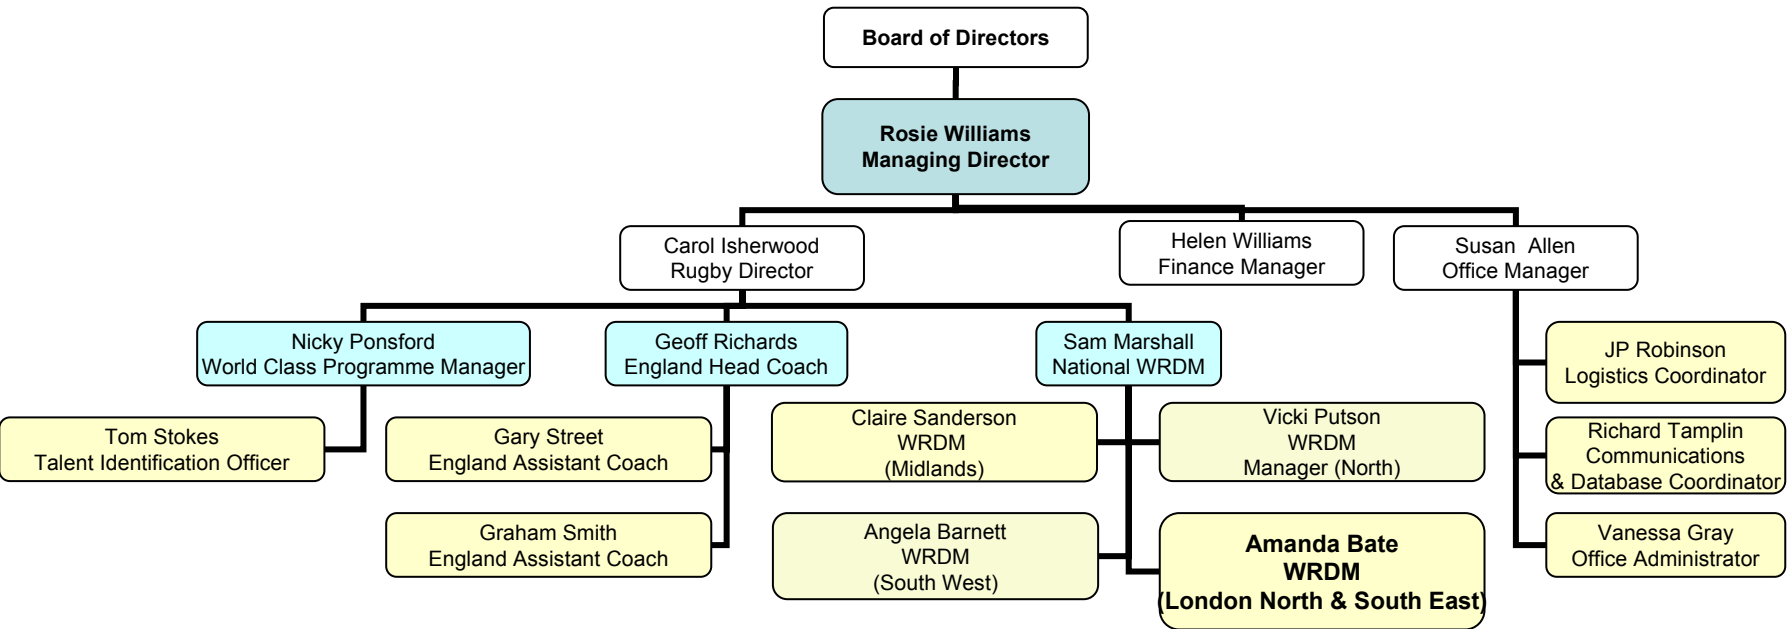 Board of Directors
Rosie Williams
Managing Director
Carol Isherwood
Rugby Director
Helen Williams
Finance Manager
Susan Allen
Office Manager
Nicky Ponsford
World Class Programme Manager
Geoff Richards
England Head Coach
Sam Marshall
National WRDM
JP Robinson
Logistics Coordinator
Tom Stokes
Talent Identification Officer
Gary Street
England Assistant Coach
Claire Sanderson
WRDM
(Midlands)
Vicki Putson
WRDM
Manager (North)
Richard Tamplin
Communications
& Database Coordinator
Graham Smith
England Assistant Coach
Angela Barnett
WRDM
(South West)
Amanda Bate
WRDM
(London North & South East)
Vanessa Gray
Office Administrator